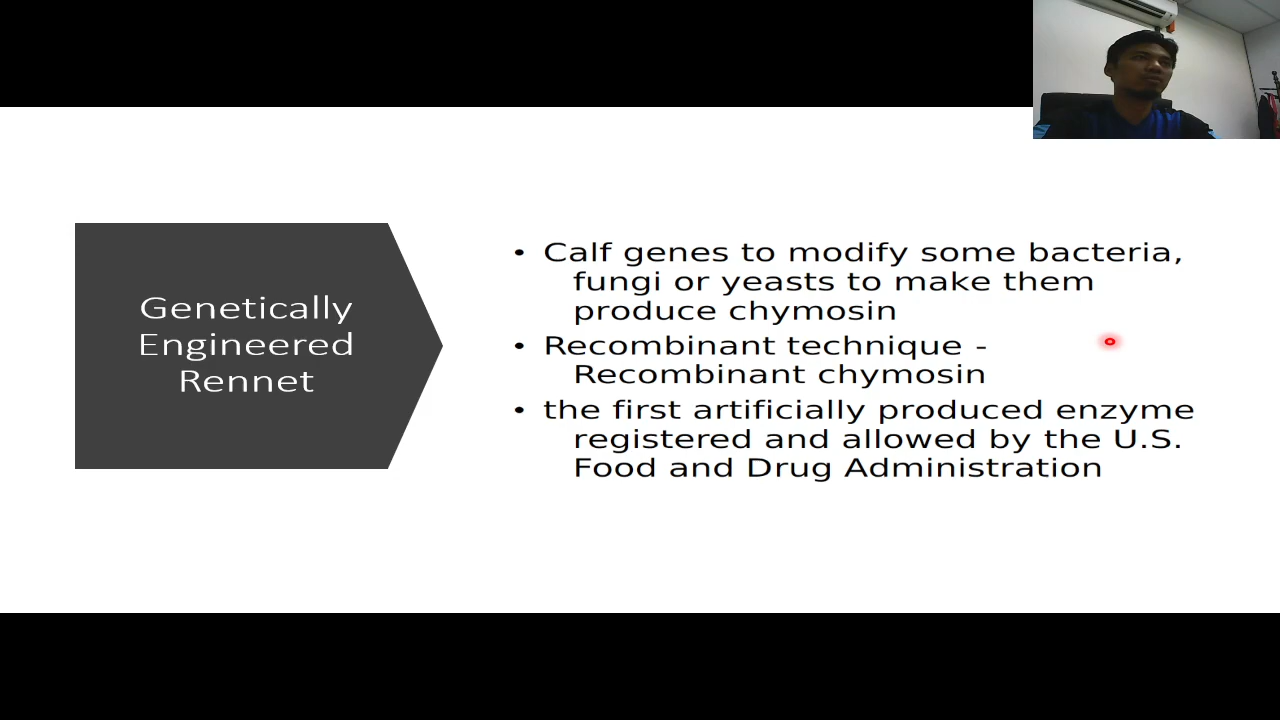 Genetically
Engineered
Rennet
• Calf genes to modify some bacteria,
fungi or yeasts to make them
produce chymosin
• Recombinant technique -
Recombinant chymosin
• the first artificially produced enzyme
registered and allowed by the U.S.
Food and Drug Administration